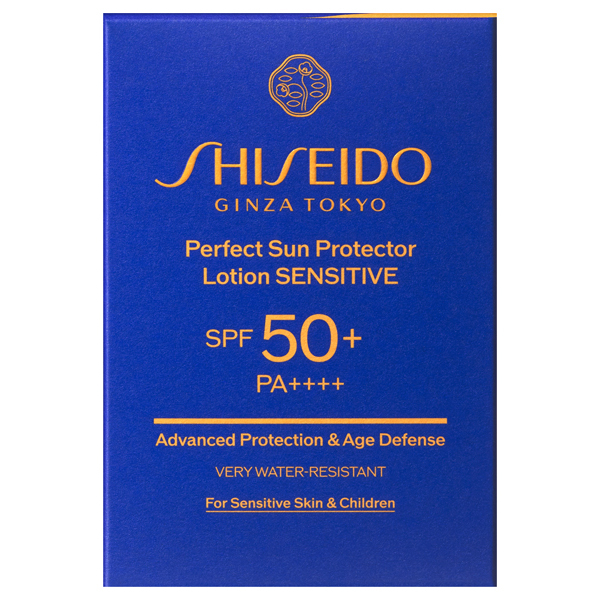 SHISEIDO
GINZA TOKYO
Perfect Sun Protector
Lotion SENSITIVE
SPF 50+
PA++++
Advanced Protection & Age Defense
VERY WATER-RESISTANT
For Sensitive Skin & Children